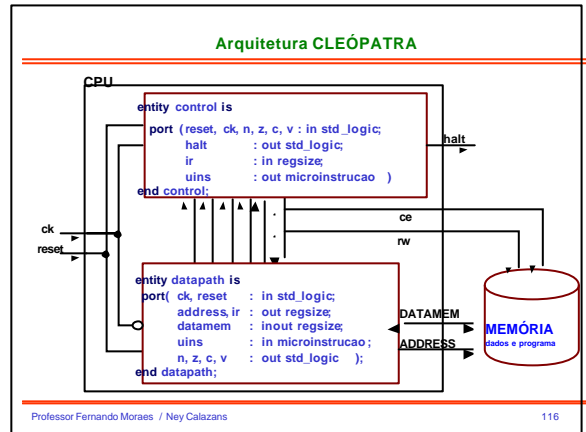 Arquitetura CLEÓPATRA
CPU
entity control is
port (reset, ck, n, z, c, v : in std_logic;
halt : out std_logic;
ir : in regsize;
uins : out microinstrucao )
end control;
halt
ck
reset
ce
rw
entity datapath is
port( ck, reset : in std_logic;
address, ir : out regsize;
datamem : inout regsize;
uins : in microinstrucao;
n, z, c, v : out std_logic );
end datapath;
DATAMEM
ADDRESS
MEMÓRIA
dados e programa
Professor Fernando Moraes / Ney Calazans
116